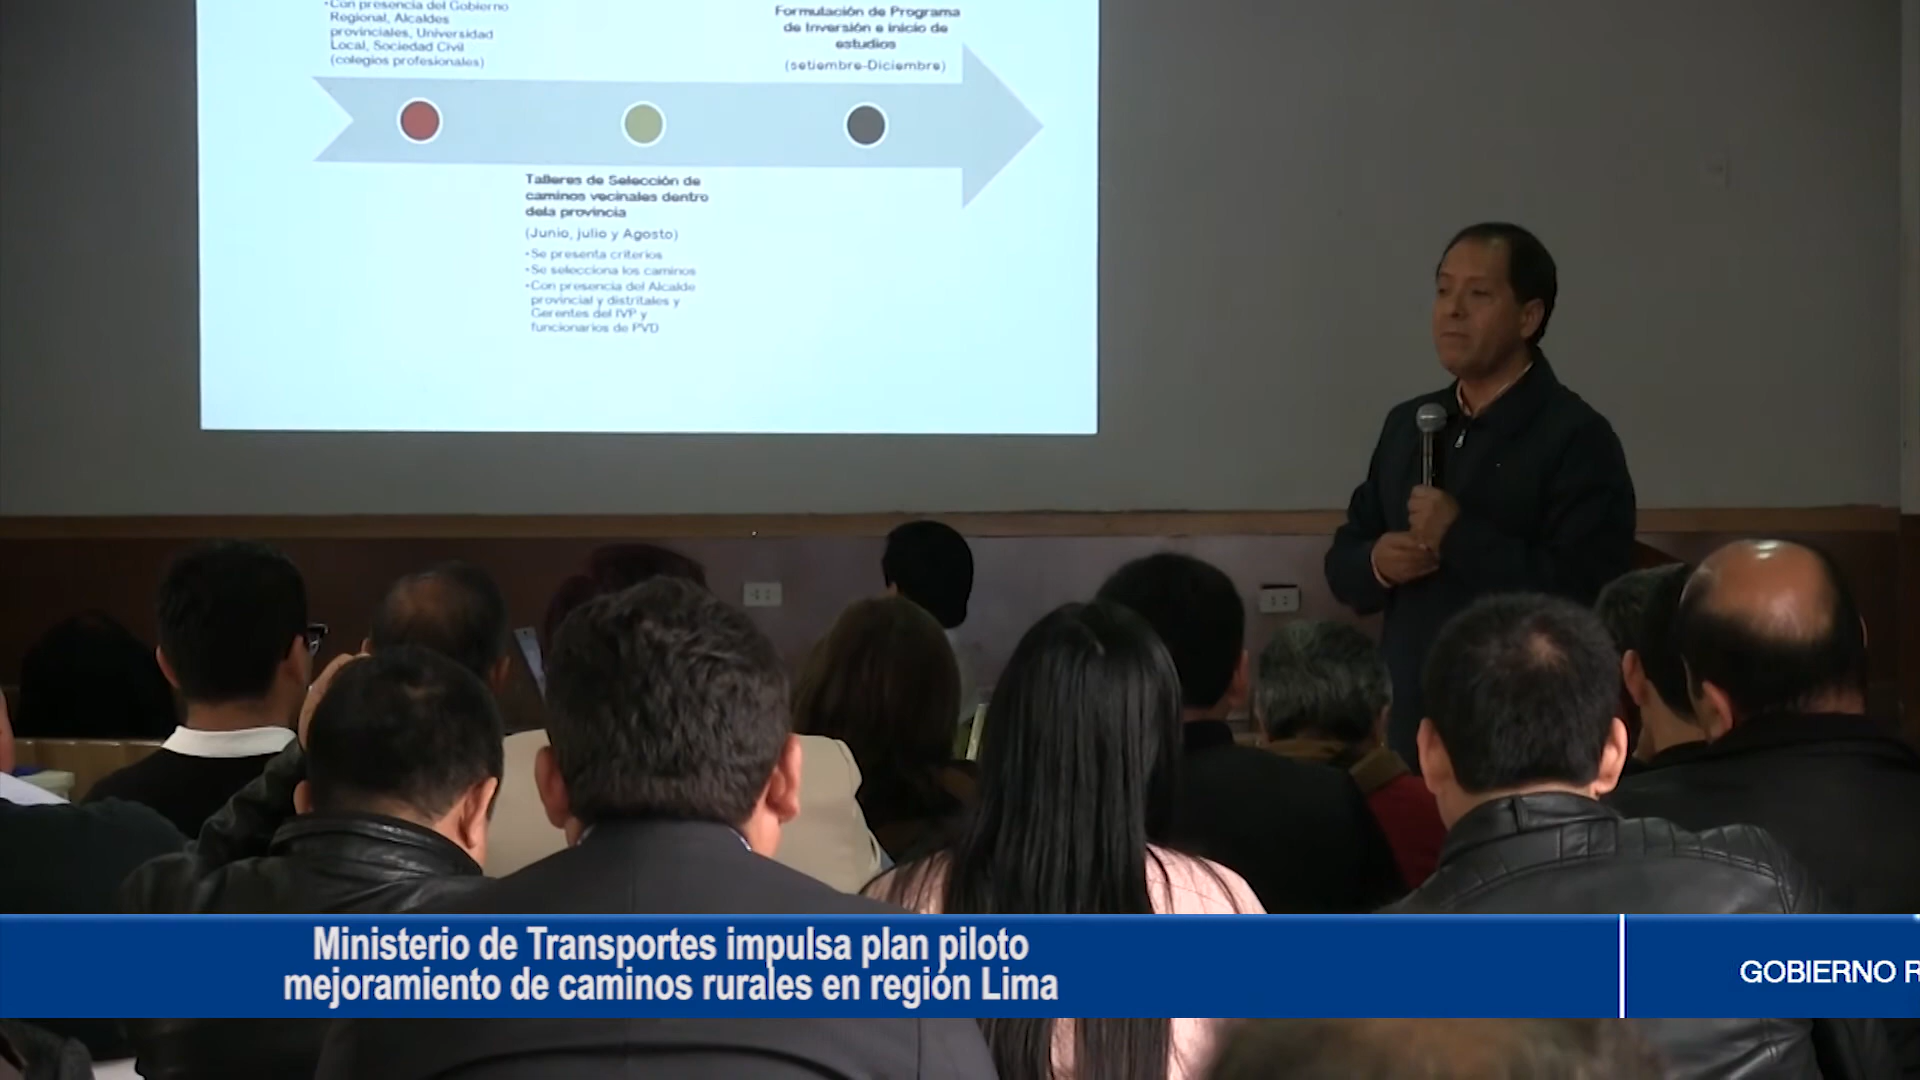 •Con presencia del Gobierno
Regional, Alcaldes
provinciales, Universidad
Local, Sociedad Civil
(colegios profesionales)
Formulación de Programa
de Inversión e inicio de
estudios
(setiembre-Diciembre)
Talleres de Selección de
caminos vecinales dentro
dela provincia
(Junio, julio y Agosto)
•Se presenta criterios
•Se selecciona los caminos
•Con presencia del Alcalde
provincial y distritales y
Gerentes del IVP y
funcionarios de PVD
Ministerio de Transportes impulsa plan piloto
mejoramiento de caminos rurales en región Lima
GOBIERNO R